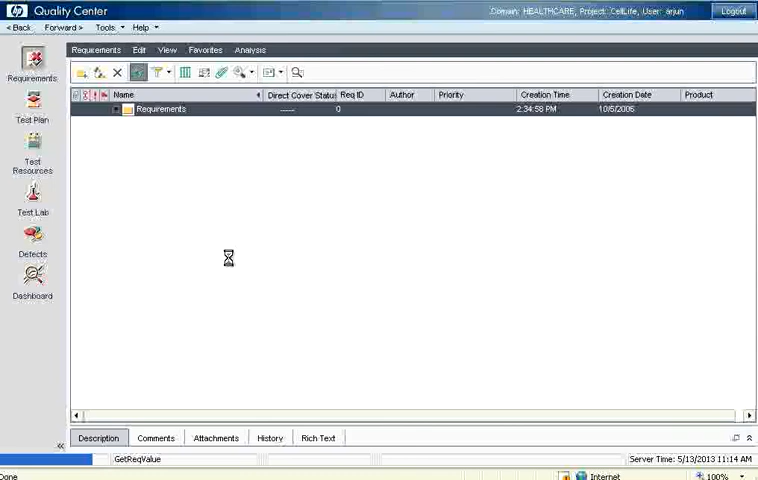 hp Quality Center
Domain: HEALTHCARE, Project: CellLife, User: arjun
Logout
Back Forward Tools Help
Requirements Edit View Favorites Analysis
Requirements
Test Plan
Test
Resources
Test Lab
Defects
Dashboard
Name Direct Cover Status Req ID Author Priority Creation Time Creation Date Product
Requirements ----- 0 2:34:58 PM 10/5/2006
Description Comments Attachments History Rich Text
GetReqValue
Server Time: 5/13/2013 11:14 AM
Done
Internet
100%